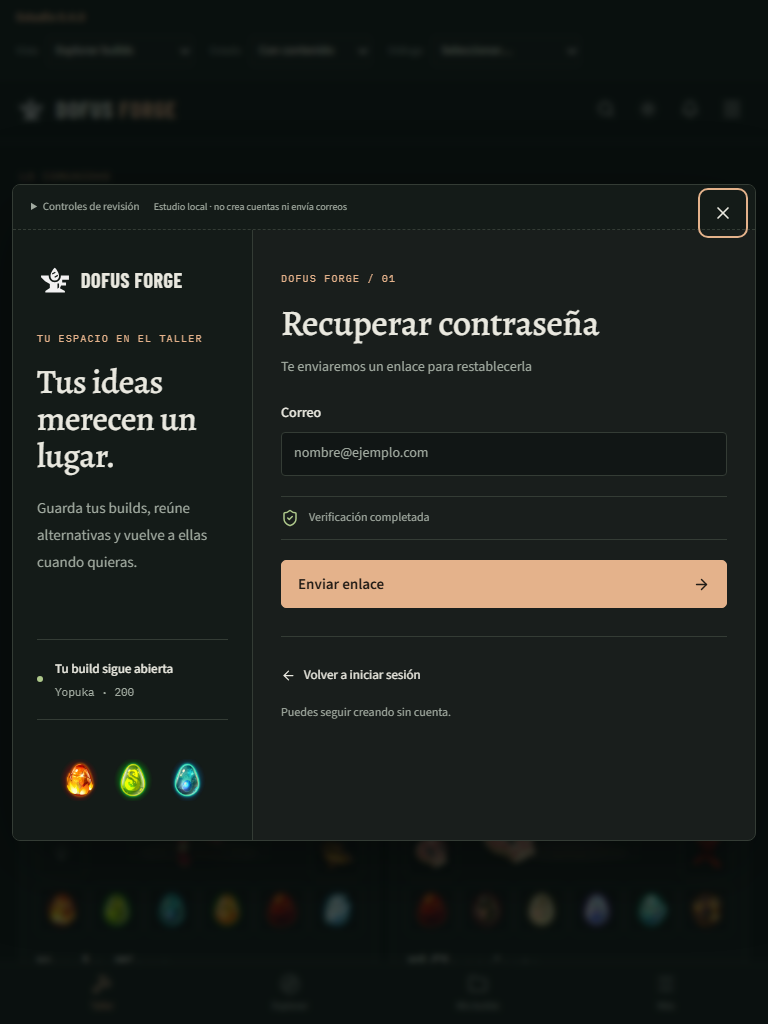 Controles de revisión Estudio local · no crea cuentas ni envía correos
DOFUS FORGE
TU ESPACIO EN EL TALLER
Tus ideas
merecen un
lugar.
Guarda tus builds, reúne
alternativas y vuelve a ellas
cuando quieras.
Tu build sigue abierta
Yopuka · 200
DOFUS FORGE / 01
Recuperar contraseña
Te enviaremos un enlace para restablecerla
Correo
nombre@ejemplo.com
Verificación completada
Enviar enlace
Volver a iniciar sesión
Puedes seguir creando sin cuenta.